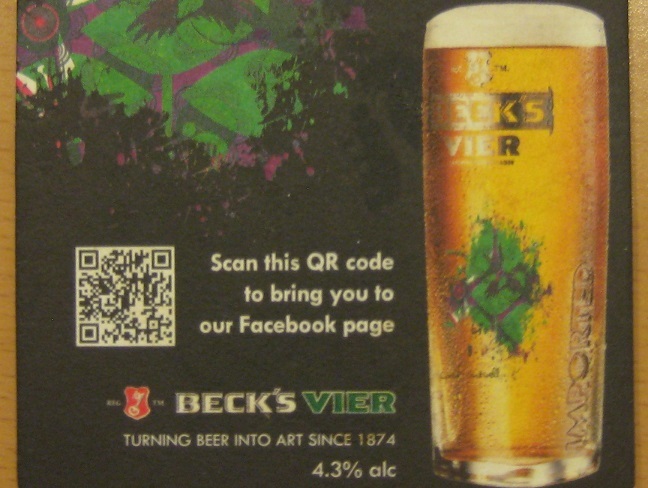 BECK'S
VIER
IMPORTED
Scan this QR code
to bring you to
our Facebook page
BECK'S VIER
TURNING BEER INTO ART SINCE 1874
4.3% alc